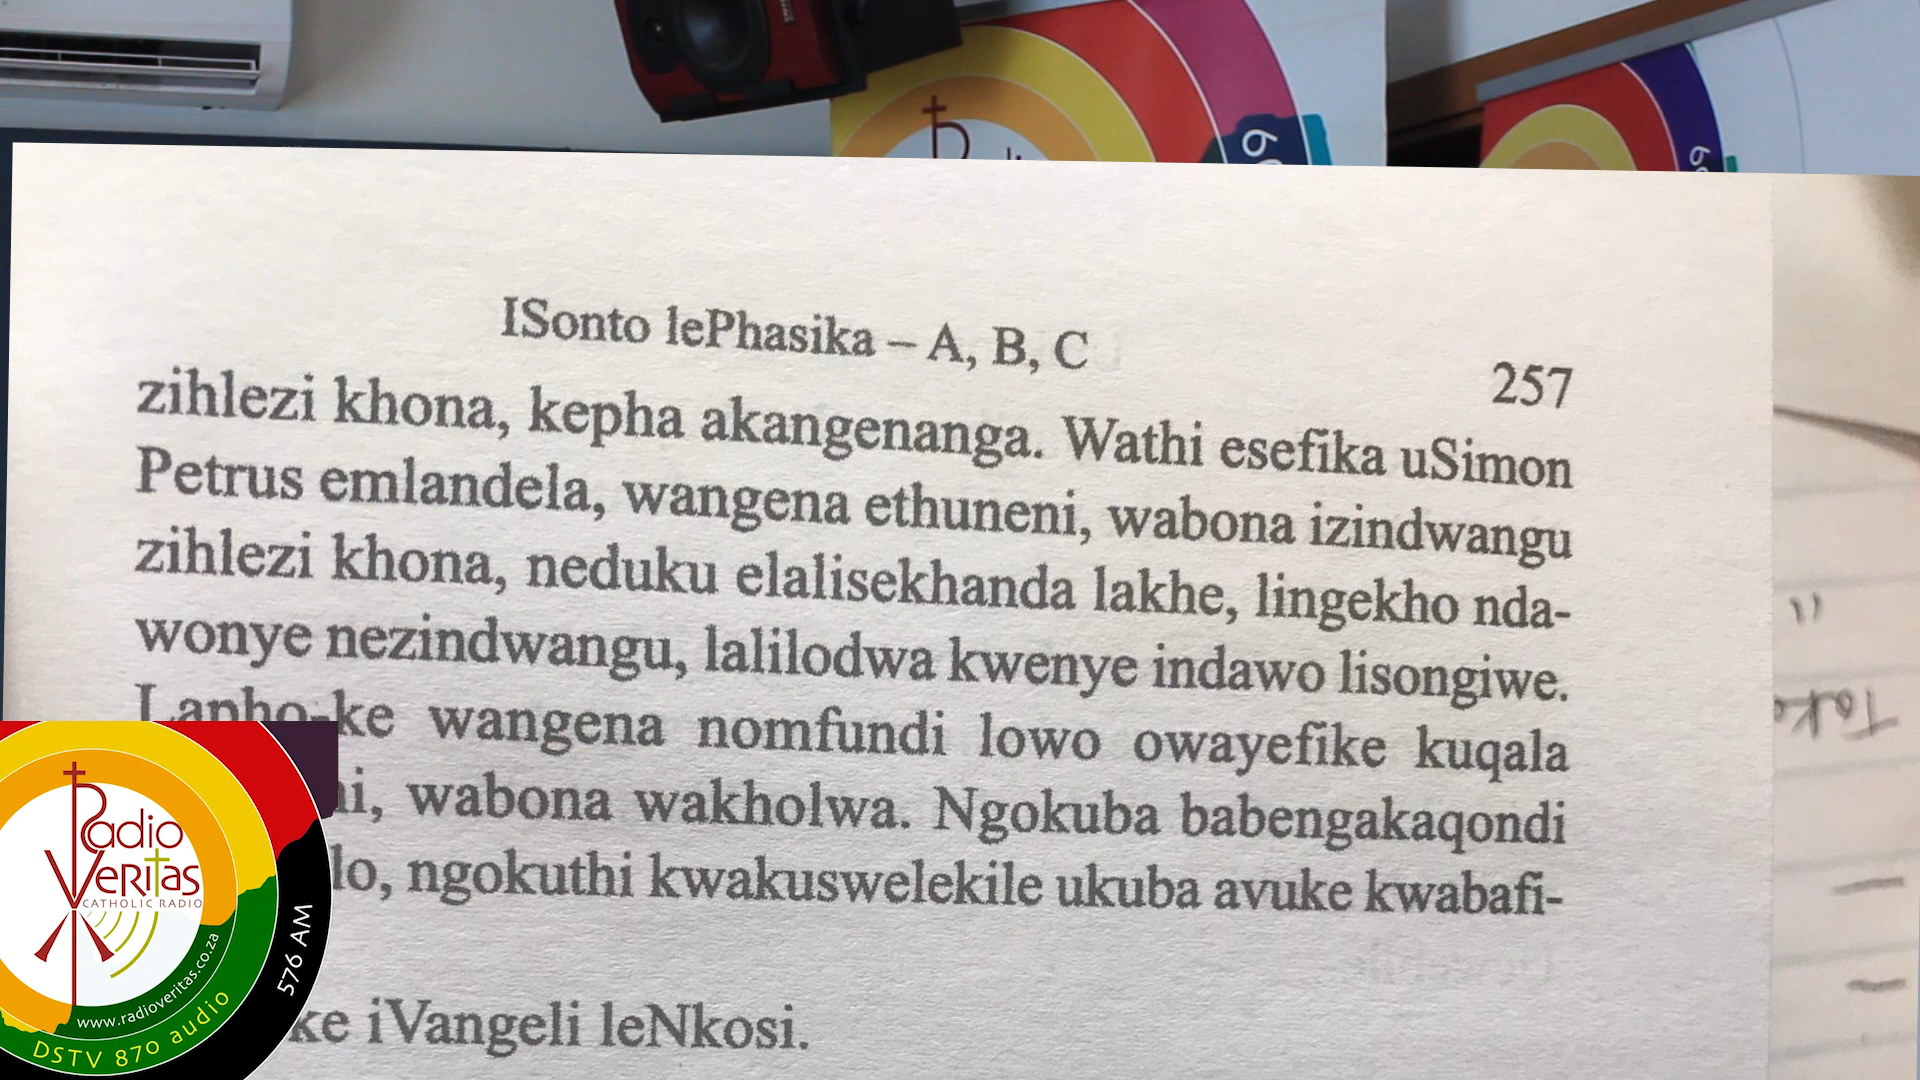 ISonto lePhasika – A, B, C
257
zihlezi khona, kepha akangenanga. Wathi esefika uSimon
Petrus emlandela, wangena ethuneni, wabona izindwangu
zihlezi khona, neduku elalisekhanda lakhe, lingekho nda-
wonye nezindwangu, lalilodwa kwenye indawo lisongiwe.
Lapho-ke wangena nomfundi lowo owayefike kuqala
wabona wakholwa. Ngokuba babengakaqondi
ngokuthi kwakuswelekile ukuba avuke kwabafi-
iVangeli leNkosi.
Radio
Veritas
CATHOLIC RADIO
www.radioveritas.co.za
DSTV 870 audio
576 AM